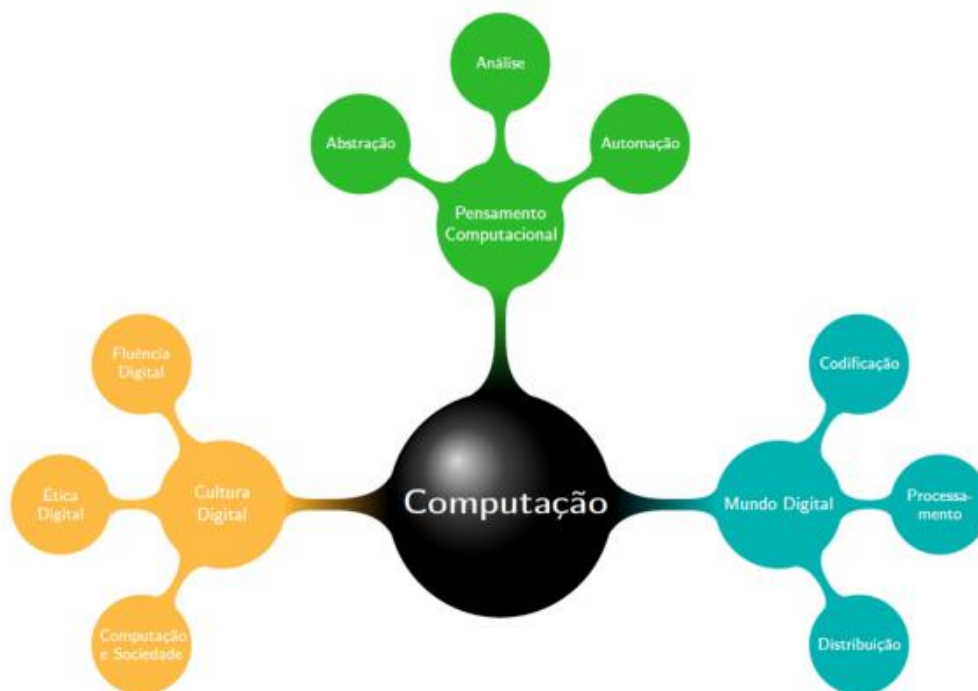 Análise
Abstração
Automação
Pensamento
Computacional
Fluência
Digital
Codificação
Ética
Digital
Cultura
Digital
Computação
Mundo Digital
Processa-
mento
Computação
e Sociedade
Distribuição